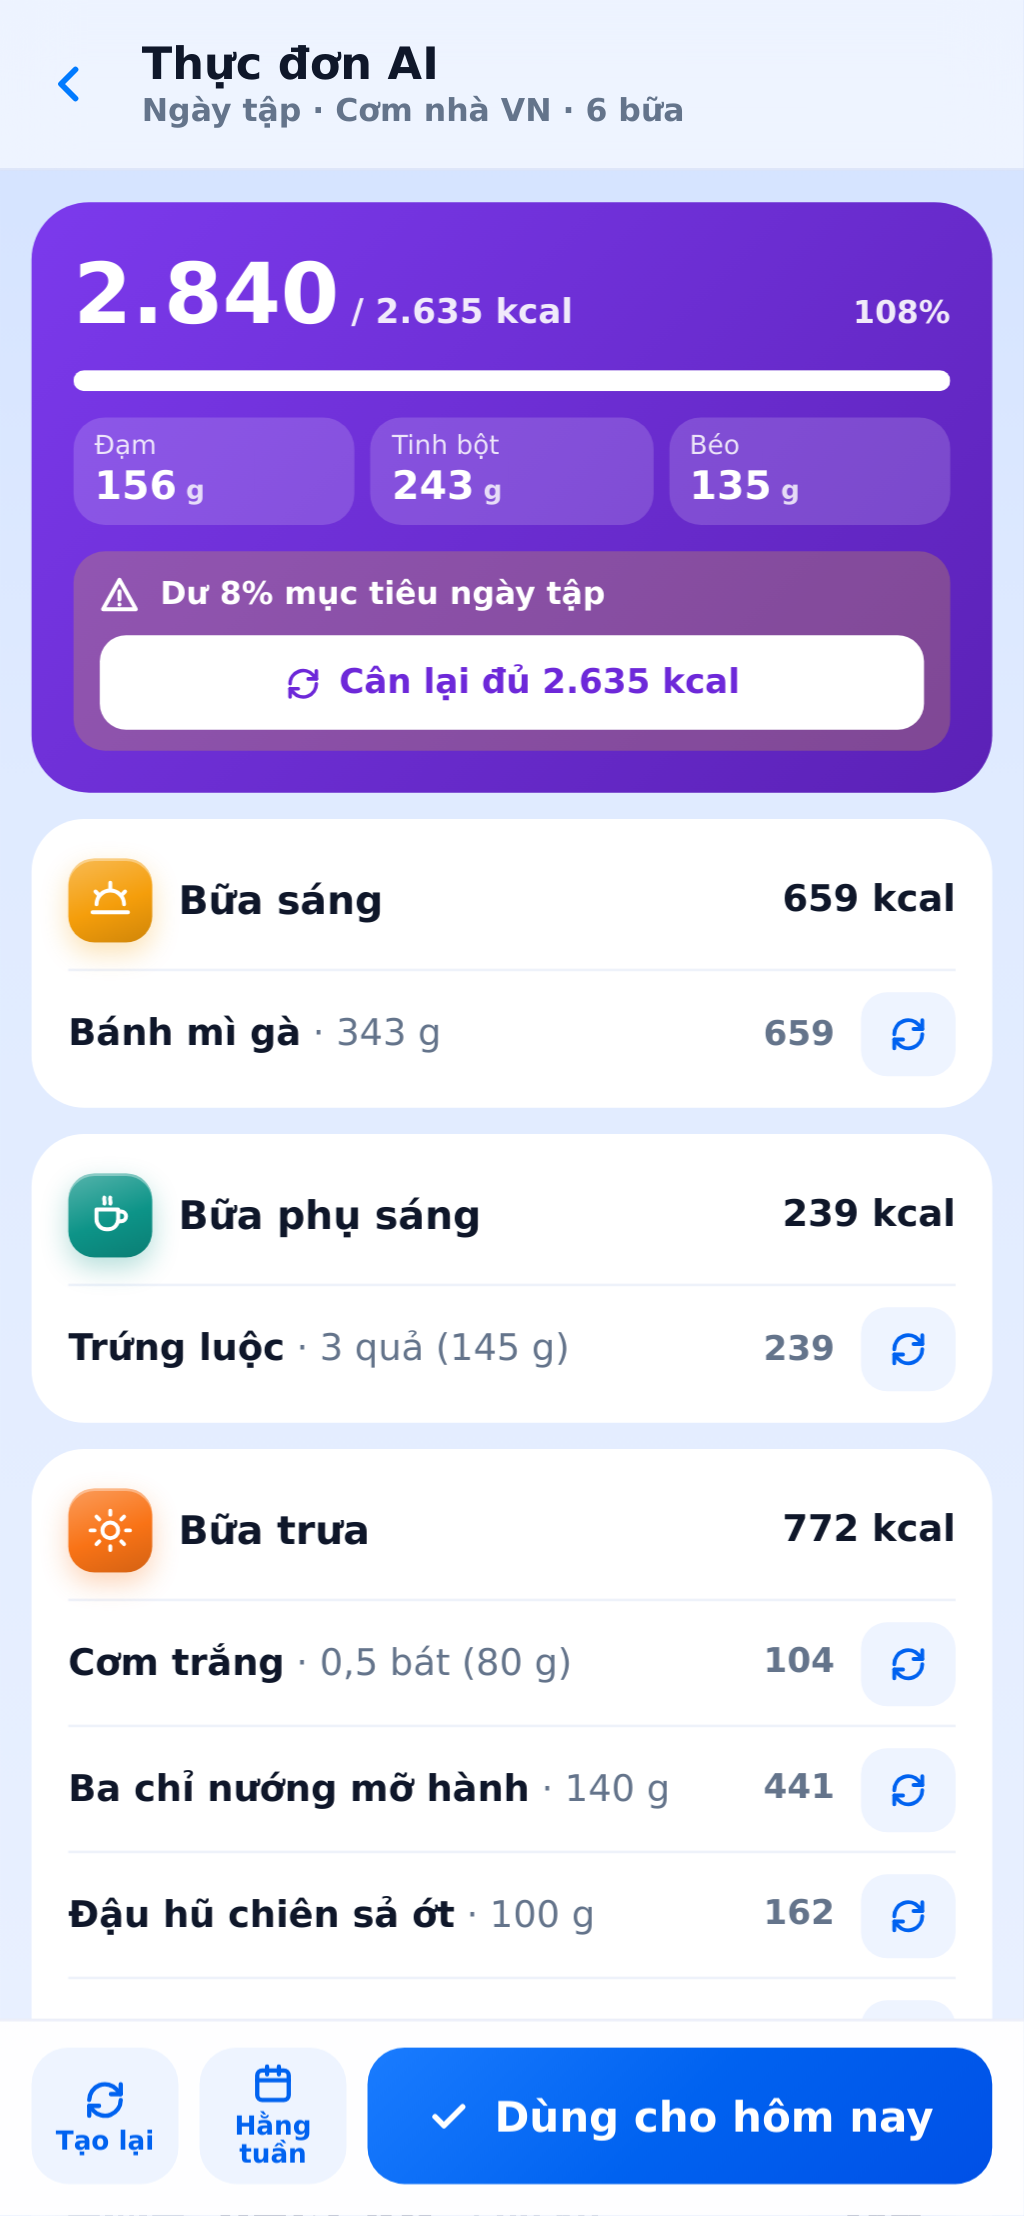 Thực đơn AI
Ngày tập · Cơm nhà VN · 6 bữa
2.840 / 2.635 kcal 108%
Đạm Tinh bột Béo
156 g 243 g 135 g
Dư 8% mục tiêu ngày tập
Cân lại đủ 2.635 kcal
Bữa sáng 659 kcal
Bánh mì gà · 343 g 659
Bữa phụ sáng 239 kcal
Trứng luộc · 3 quả (145 g) 239
Bữa trưa 772 kcal
Cơm trắng · 0,5 bát (80 g) 104
Ba chỉ nướng mỡ hành · 140 g 441
Đậu hũ chiên sả ớt · 100 g 162
Tạo lại
Hằng
tuần
Dùng cho hôm nay